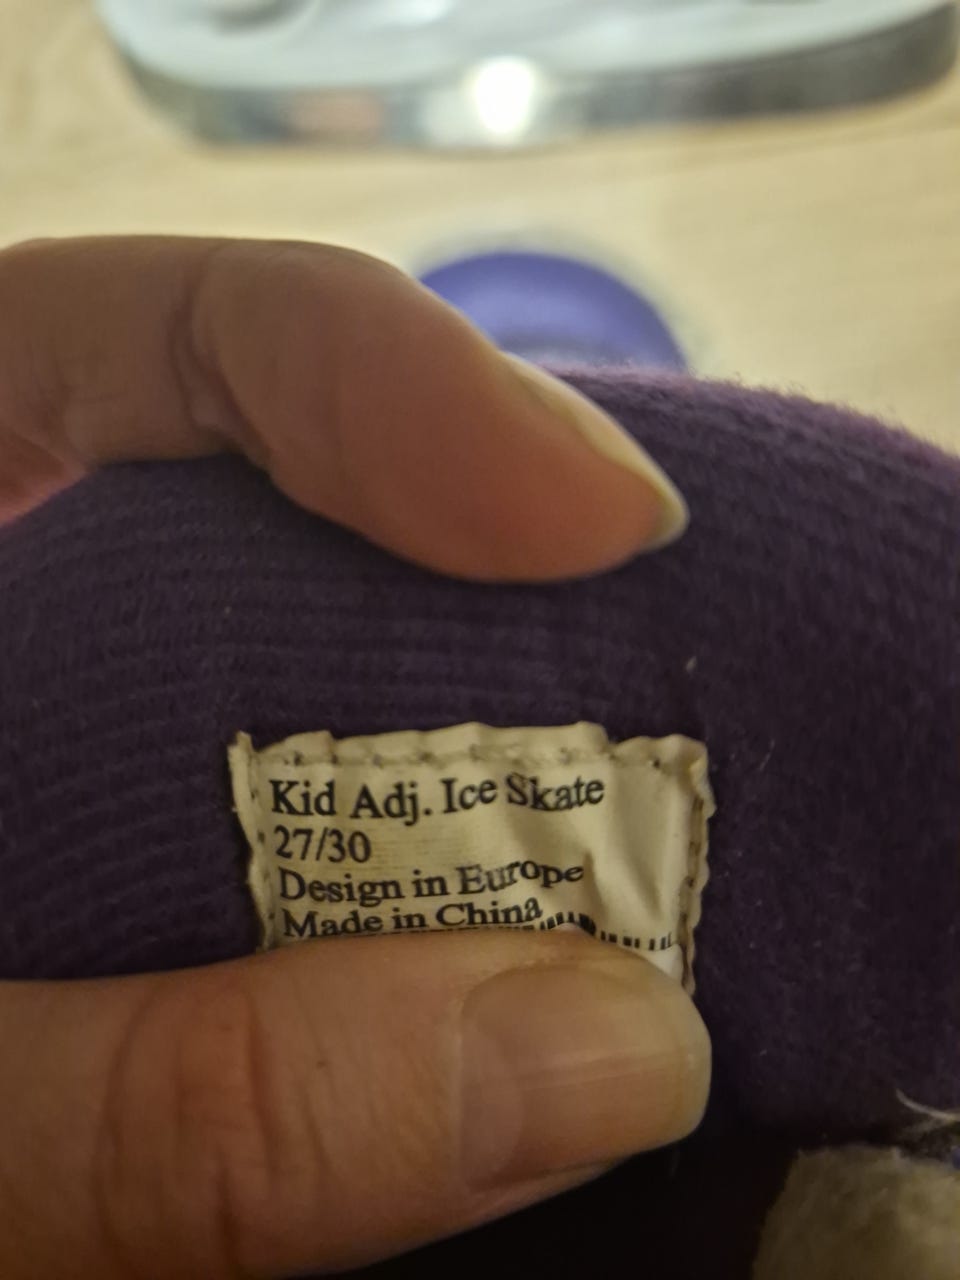 Kid Adj. Ice Skate
27/30
Design in Europe
Made in China